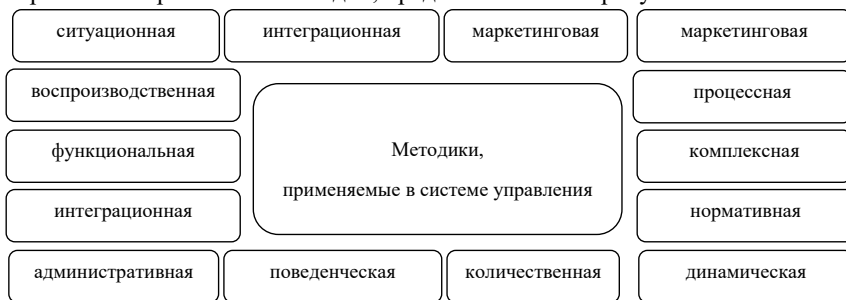 ситуационная
интеграционная
маркетинговая
маркетинговая
воспроизводственная
процессная
функциональная
Методики,
применяемые в системе управления
комплексная
интеграционная
нормативная
административная
поведенческая
количественная
динамическая